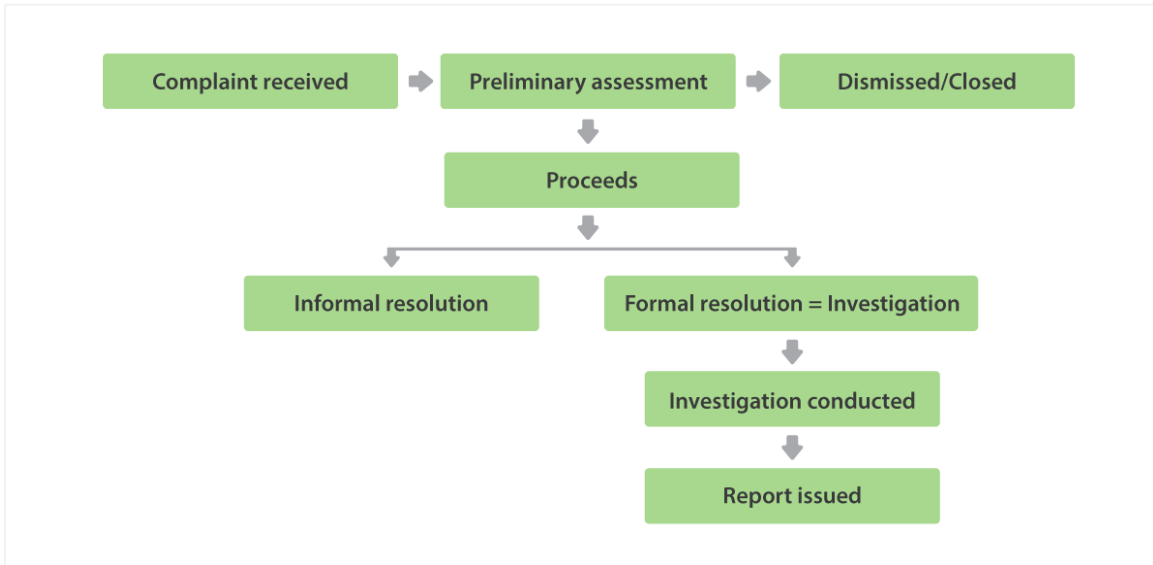 Complaint received
Preliminary assessment
Dismissed/Closed
Proceeds
Informal resolution
Formal resolution = Investigation
Investigation conducted
Report issued